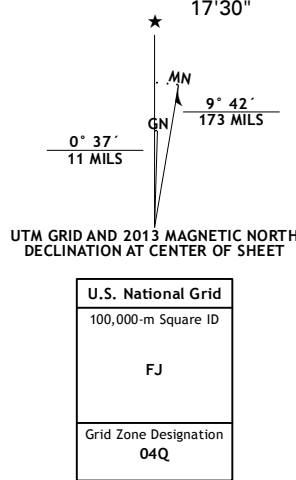 17'30"
MN
9° 42´
173 MILS
GN
0° 37´
11 MILS
UTM GRID AND 2013 MAGNETIC NORTH
DECLINATION AT CENTER OF SHEET
U.S. National Grid
100,000-m Square ID
FJ
Grid Zone Designation
04Q